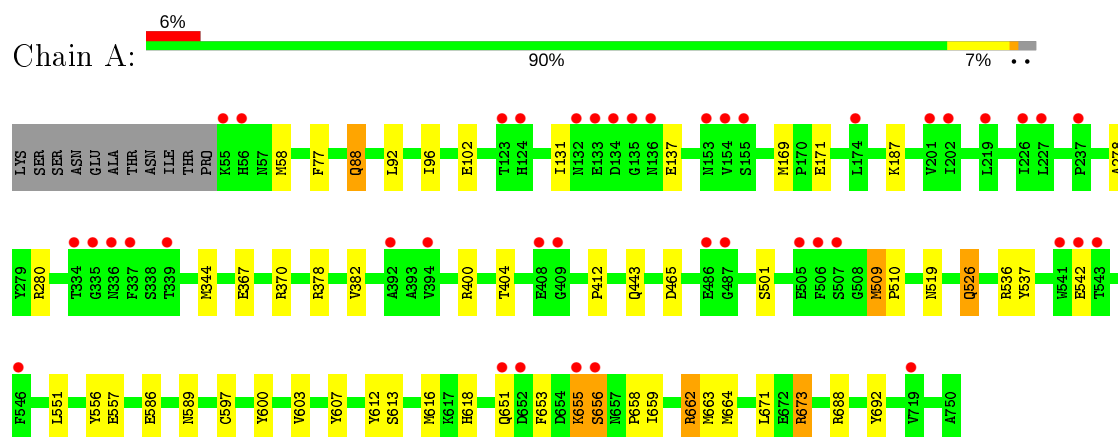 6%
Chain A:
90% 7% • •
LYS SER SER ASN GLU ALA THR ASN ILE THR PRO K55 H56 N57 M58 F77 Q88 L92 I96 E102 T123 H124 I131 N132 E133 D134 G135 N136 E137 N153 V154 S155 M169 P170 E171 L174 K187 V201 I202 L219 I226 L227 P237 A278
Y279 R280 T334 G335 N336 F337 S338 T339 M344 E367 R370 R378 V382 A392 A393 V394 R400 T404 E408 G409 P412 Q443 D465 E486 G487 S501 E505 F506 S507 G508 M509 P510 N519 Q526 R536 Y537 W541 E542 T543
F546 L551 Y556 E557 E586 N589 C597 Y600 V603 Y607 Y612 S613 M616 K617 H618 Q651 D652 F653 D654 K655 S656 N657 P658 I659 R662 M663 M664 L671 E672 R673 R688 Y692 V719 A750